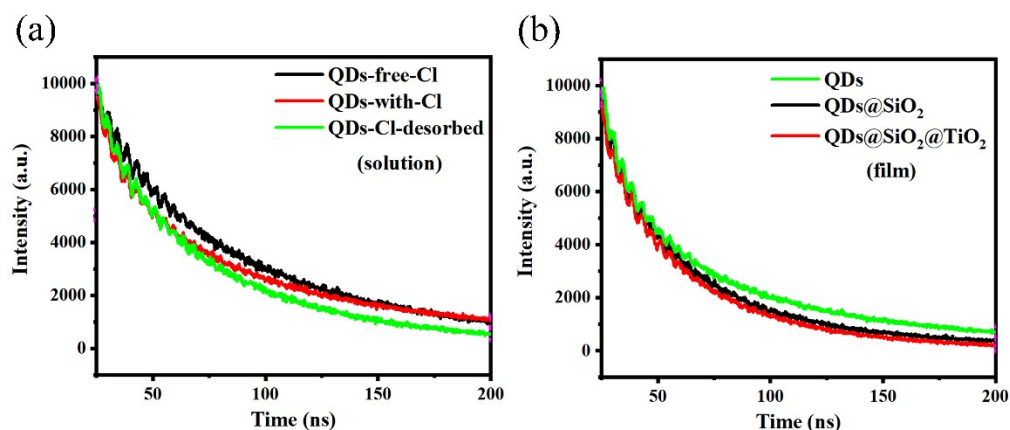 (a)
10000
8000
6000
4000
2000
0
Intensity (a.u.)
QDs-free-Cl
QDs-with-Cl
QDs-Cl-desorbed
(solution)
50
100
150
200
Time (ns)
(b)
10000
8000
6000
4000
2000
0
Intensity (a.u.)
QDs
QDs@SiO₂
QDs@SiO₂@TiO₂
(film)
50
100
150
200
Time (ns)